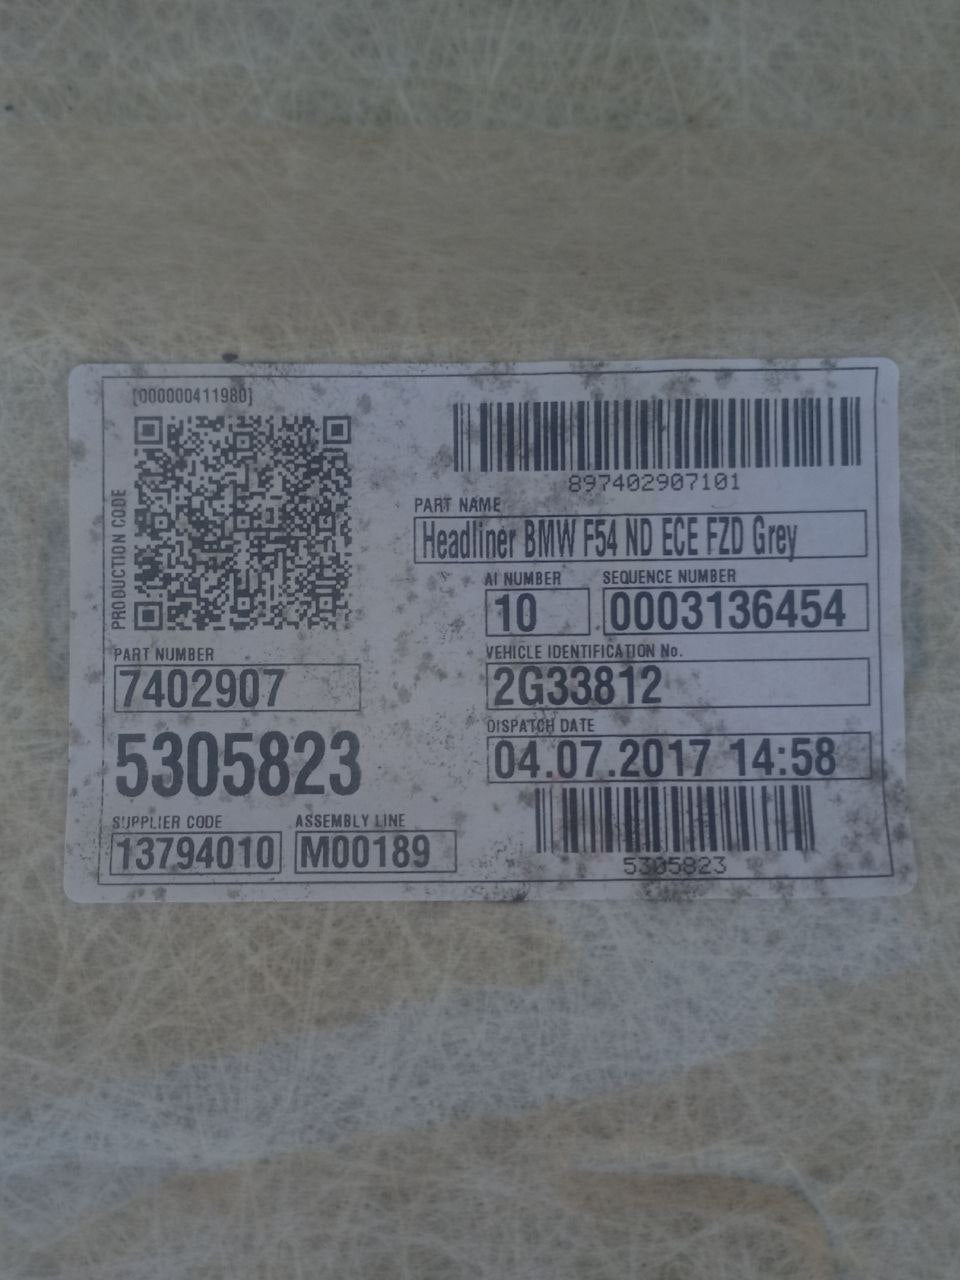 [000000411980]
PRODUCTION CODE
897402907101
PART NAME
Headliner BMW F54 ND ECE FZD Grey
AI NUMBER
10
SEQUENCE NUMBER
0003136454
PART NUMBER
7402907
VEHICLE IDENTIFICATION No.
2G33812
5305823
DISPATCH DATE
04.07.2017 14:58
SUPPLIER CODE
13794010
ASSEMBLY LINE
M00189
5305823